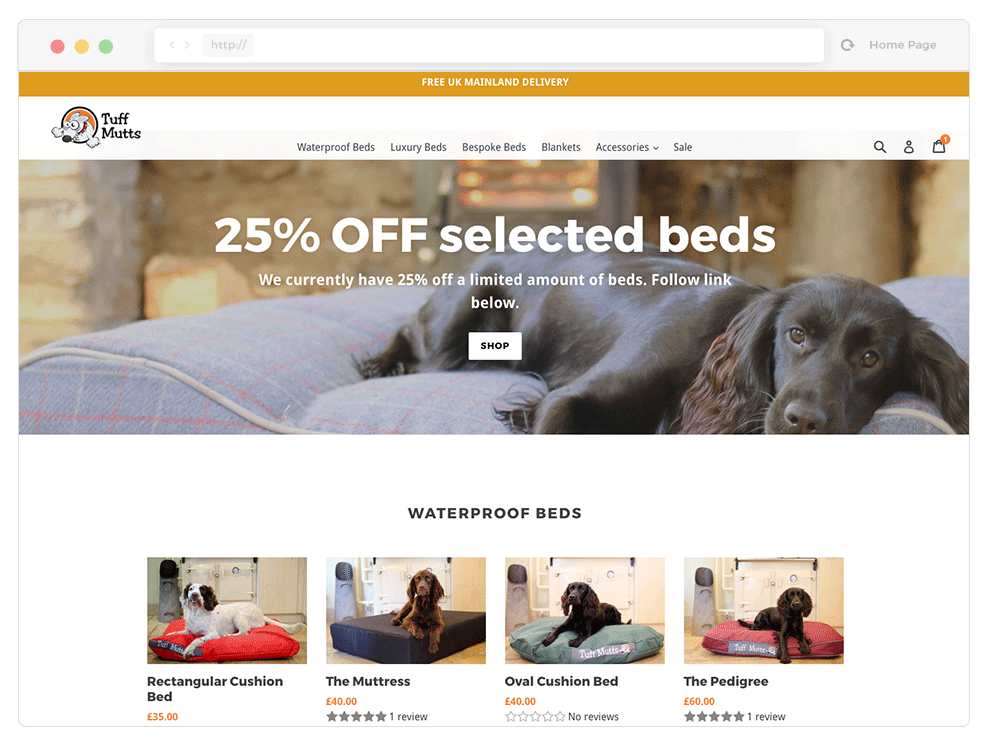 http://
Home Page
FREE UK MAINLAND DELIVERY
Tuff
Mutts
Waterproof Beds Luxury Beds Bespoke Beds Blankets Accessories Sale
1
25% OFF selected beds
We currently have 25% off a limited amount of beds. Follow link
below.
SHOP
WATERPROOF BEDS
Tuff Mutts
Tuff Mutts
Tuff Mutts
Rectangular Cushion
Bed
£35.00
The Muttress
£40.00
1 review
Oval Cushion Bed
£40.00
No reviews
The Pedigree
£60.00
1 review